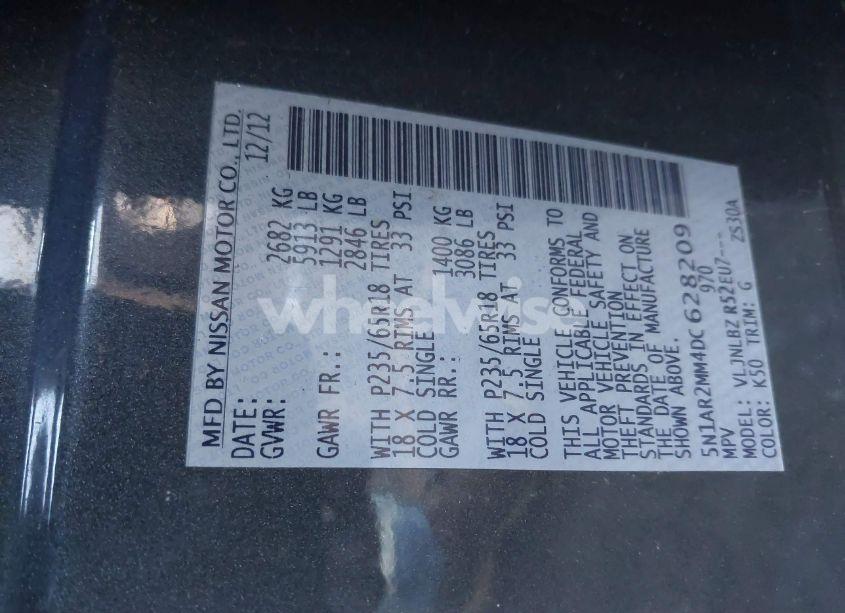 MFD BY NISSAN MOTOR CO., LTD.
DATE: 12/12
GVWR: 2682 KG
5913 LB
GAWR FR.: 1291 KG
2846 LB
WITH P235/65R18 TIRES
18 X 7.5 RIMS AT 33 PSI
COLD SINGLE
GAWR RR.: 1400 KG
3086 LB
WITH P235/65R18 TIRES
18 X 7.5 RIMS AT 33 PSI
COLD SINGLE
THIS VEHICLE CONFORMS TO
ALL APPLICABLE FEDERAL
MOTOR VEHICLE SAFETY AND
THEFT PREVENTION
STANDARDS IN EFFECT ON
THE DATE OF MANUFACTURE
SHOWN ABOVE.
5N1AR2MM4DC628209
MPV 970
MODEL: VLJNLBZ R52EU7---
COLOR: K50 TRIM: G ZS30A
wheelwise